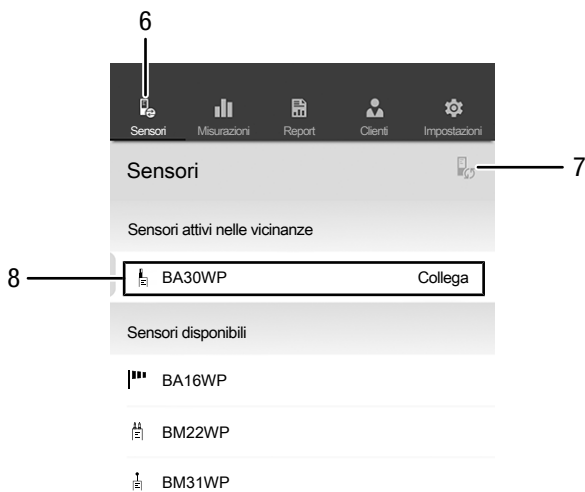 6
Sensori Misurazioni Report Clienti Impostazioni
Sensori
7
Sensori attivi nelle vicinanze
8
BA30WP Collega
Sensori disponibili
BA16WP
BM22WP
BM31WP